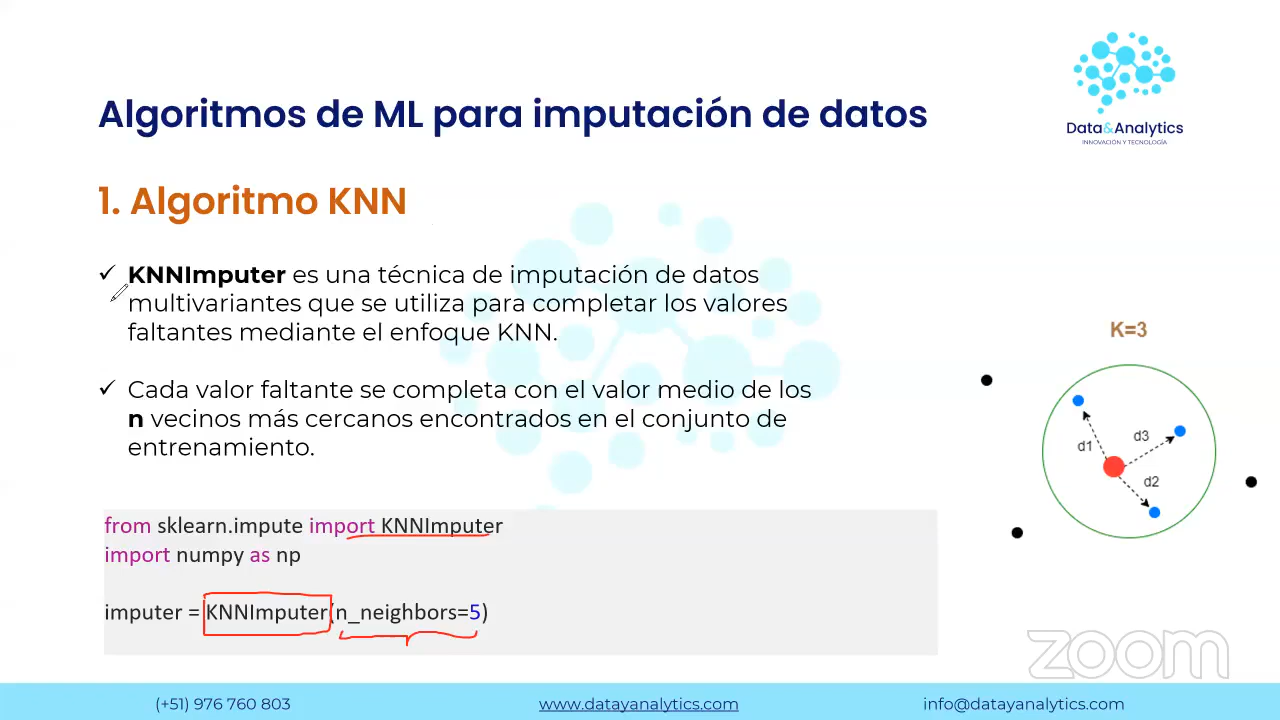 Data&Analytics
INNOVACIÓN Y TECNOLOGÍA
Algoritmos de ML para imputación de datos
1. Algoritmo KNN
✓ KNNImputer es una técnica de imputación de datos
multivariantes que se utiliza para completar los valores
faltantes mediante el enfoque KNN.
✓ Cada valor faltante se completa con el valor medio de los
n vecinos más cercanos encontrados en el conjunto de
entrenamiento.
K=3
d1
d3
d2
from sklearn.impute import KNNImputer
import numpy as np
imputer = KNNImputer(n_neighbors=5)
zoom
(+51) 976 760 803
www.datayanalytics.com
info@datayanalytics.com